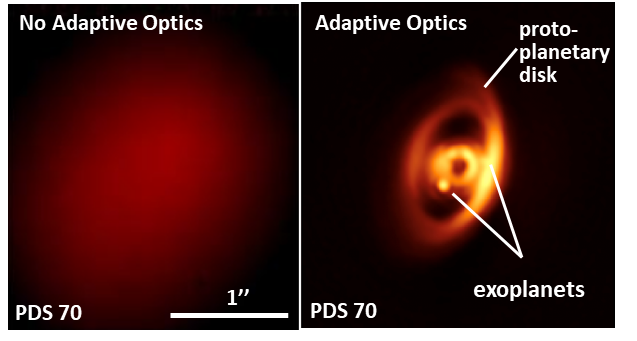 No Adaptive Optics
1’’
PDS 70
Adaptive Optics
proto-
planetary
disk
exoplanets
PDS 70